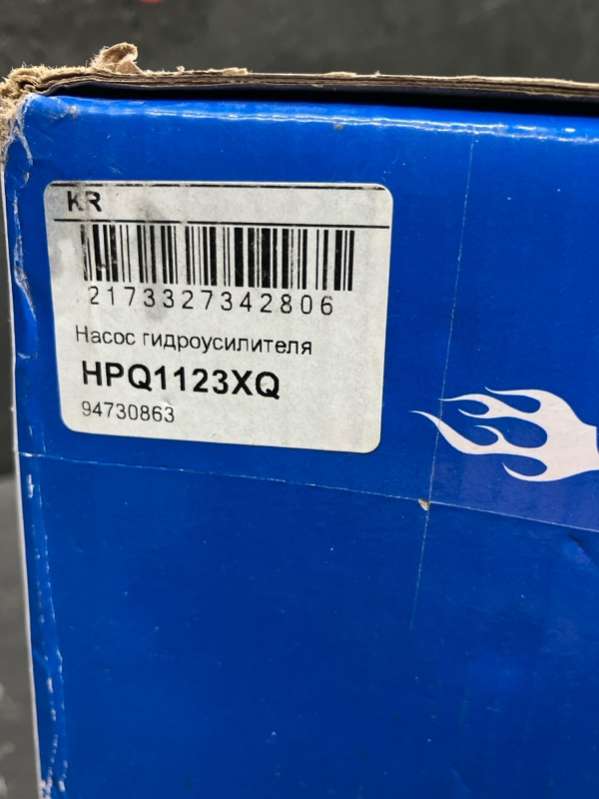 KR
2173327342806
Насос гидроусилителя
HPQ1123XQ
94730863